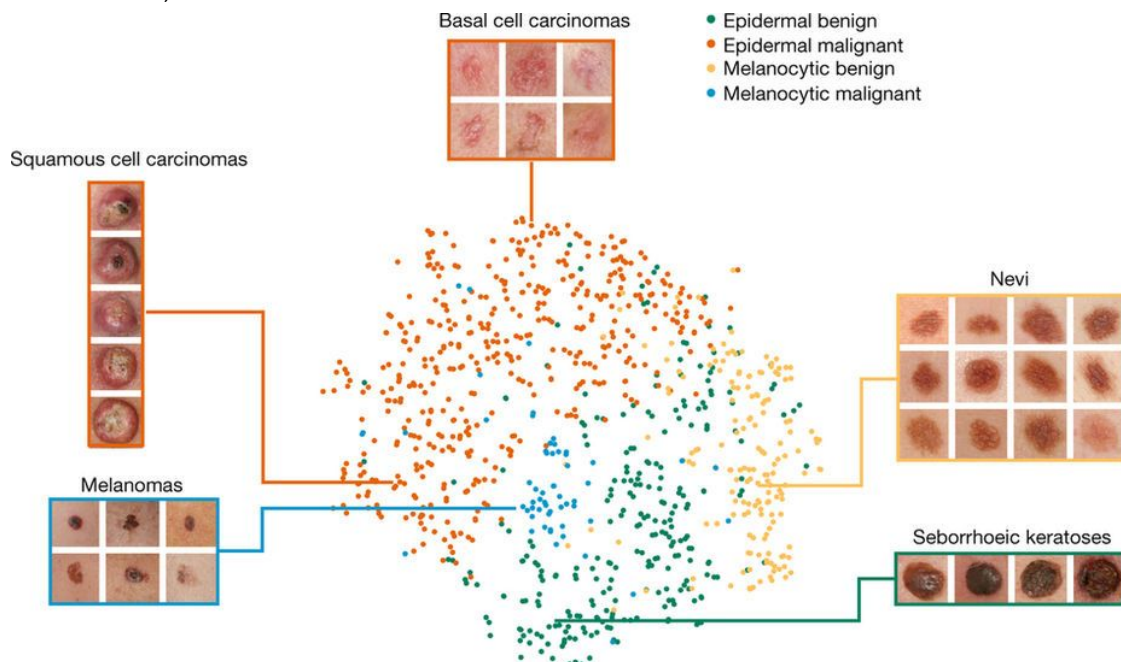 Basal cell carcinomas
Epidermal benign
Epidermal malignant
Melanocytic benign
Melanocytic malignant
Squamous cell carcinomas
Nevi
Melanomas
Seborrhoeic keratoses